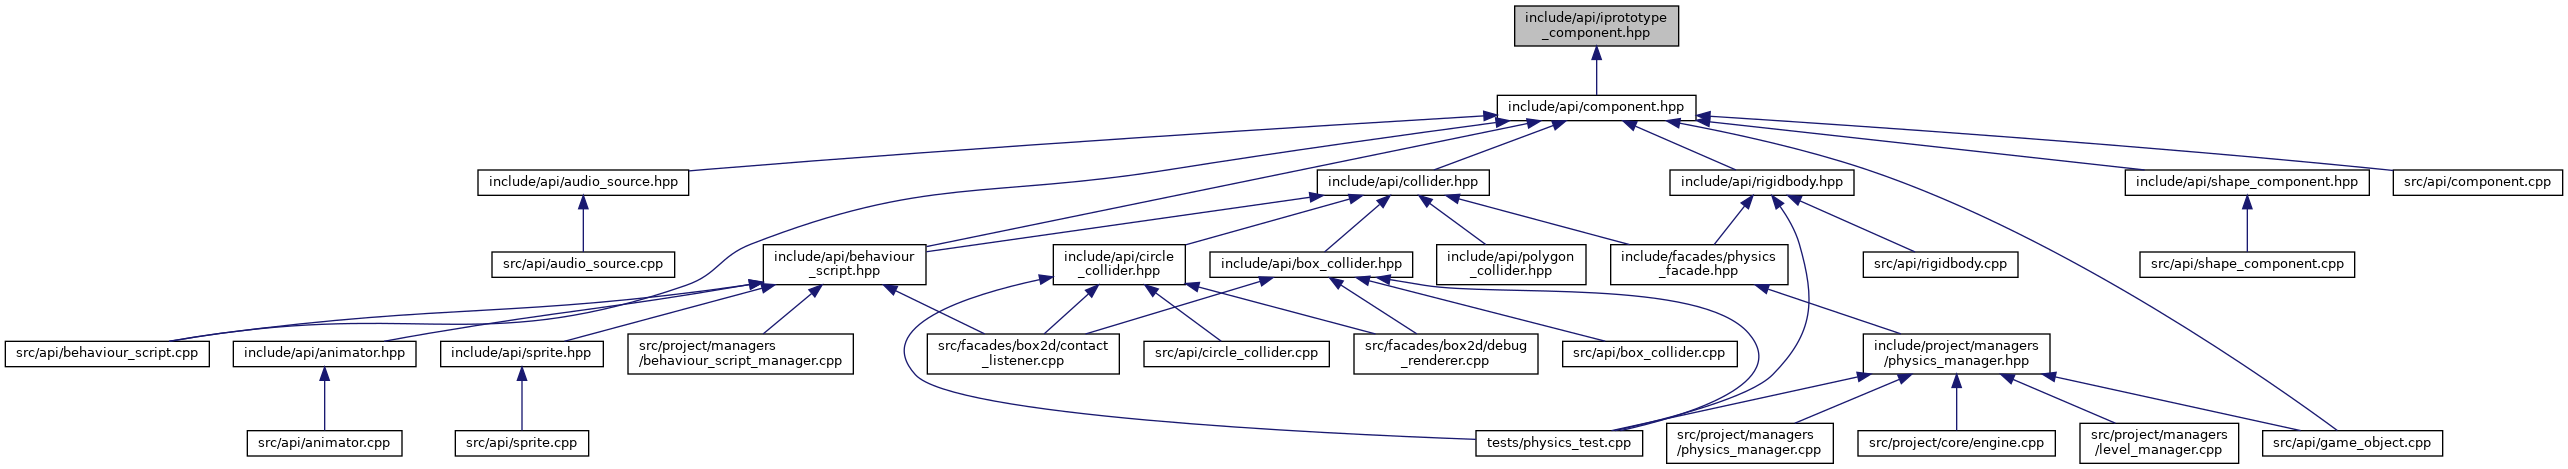 include/api/iprototype
_component.hpp
include/api/component.hpp
include/api/audio_source.hpp
include/api/collider.hpp
include/api/rigidbody.hpp
include/api/shape_component.hpp
src/api/component.cpp
src/api/audio_source.cpp
include/api/behaviour
_script.hpp
include/api/circle
_collider.hpp
include/api/box_collider.hpp
include/api/polygon
_collider.hpp
include/facades/physics
_facade.hpp
src/api/rigidbody.cpp
src/api/shape_component.cpp
src/api/behaviour_script.cpp
include/api/animator.hpp
include/api/sprite.hpp
src/project/managers
/behaviour_script_manager.cpp
src/facades/box2d/contact
_listener.cpp
src/api/circle_collider.cpp
src/facades/box2d/debug
_renderer.cpp
src/api/box_collider.cpp
include/project/managers
/physics_manager.hpp
src/api/animator.cpp
src/api/sprite.cpp
tests/physics_test.cpp
src/project/managers
/physics_manager.cpp
src/project/core/engine.cpp
src/project/managers
/level_manager.cpp
src/api/game_object.cpp